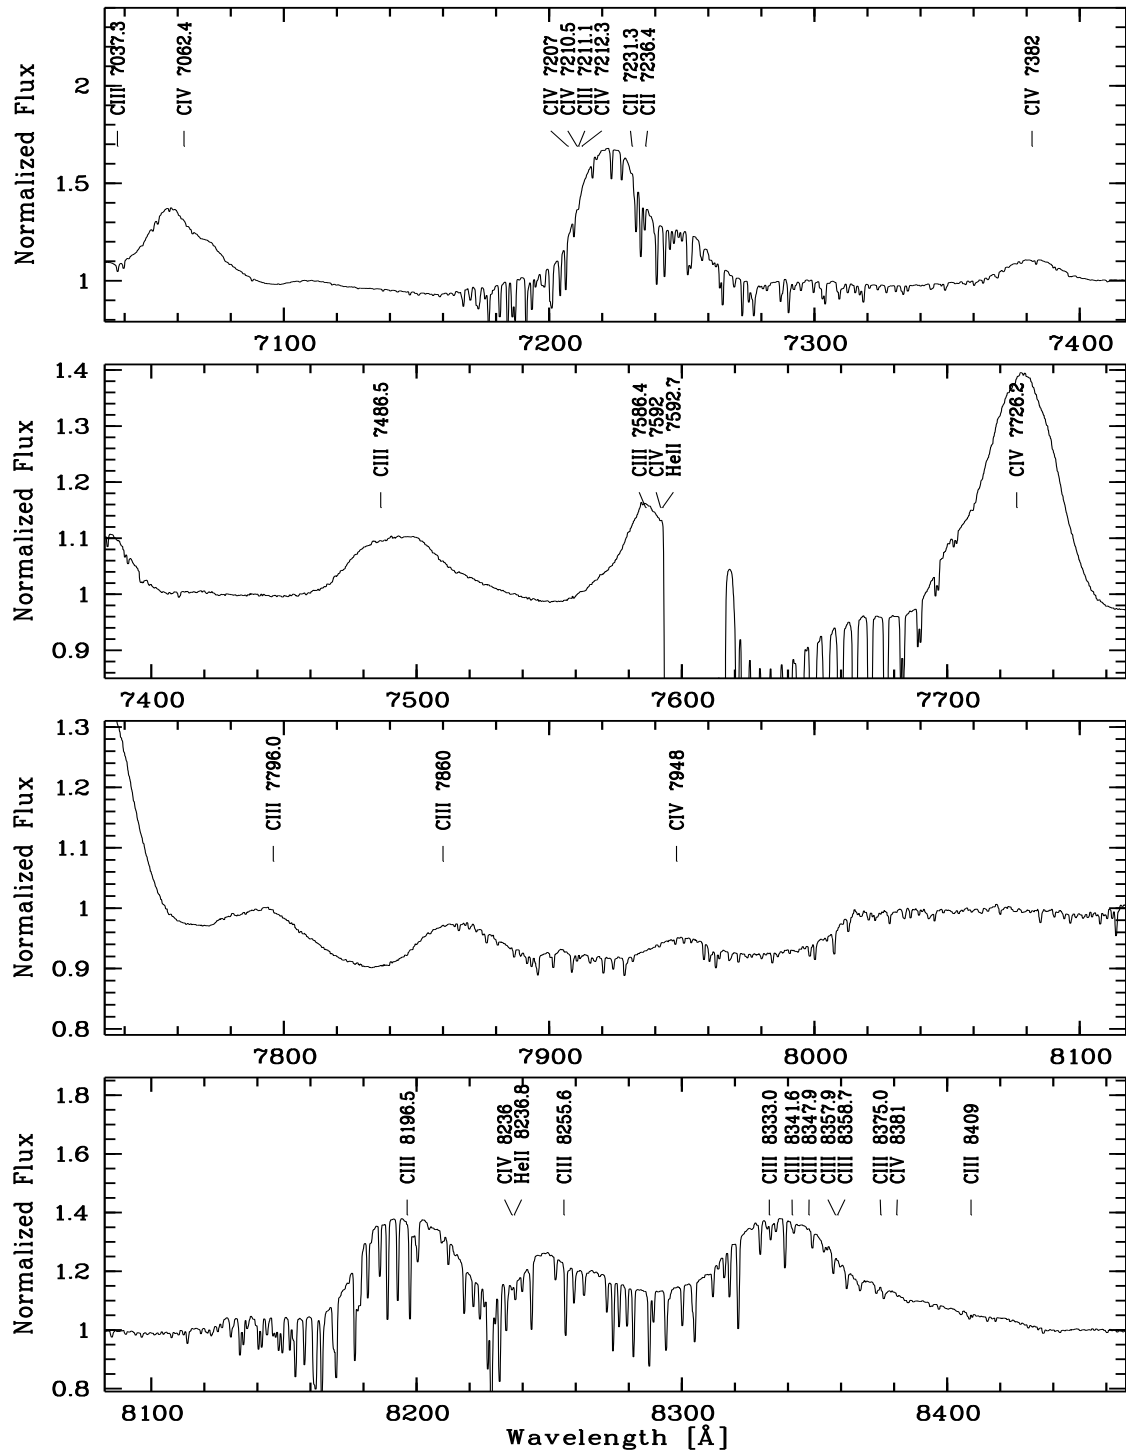 CIII 7037.3
CIV 7062.4
CIV 7207
CIV 7210.5
CIII 7211.1
CIV 7212.3
CII 7231.3
CII 7236.4
CIV 7382
Normalized Flux
2
1.5
1
7100
7200
7300
7400
CIII 7486.5
CIII 7586.4
CIV 7592
HeII 7592.7
CIV 7726.2
Normalized Flux
1.4
1.3
1.2
1.1
1
0.9
7400
7500
7600
7700
CIII 7796.0
CIII 7860
CIV 7948
Normalized Flux
1.3
1.2
1.1
1
0.9
0.8
7800
7900
8000
8100
CIII 8196.5
CIV 8236
HeII 8236.8
CIII 8255.6
CIII 8333.0
CIII 8341.6
CIII 8347.9
CIII 8357.9
CIII 8358.7
CIII 8375.0
CIV 8381
CIII 8409
Normalized Flux
1.8
1.6
1.4
1.2
1
0.8
8100
8200
8300
8400
Wavelength [Å]